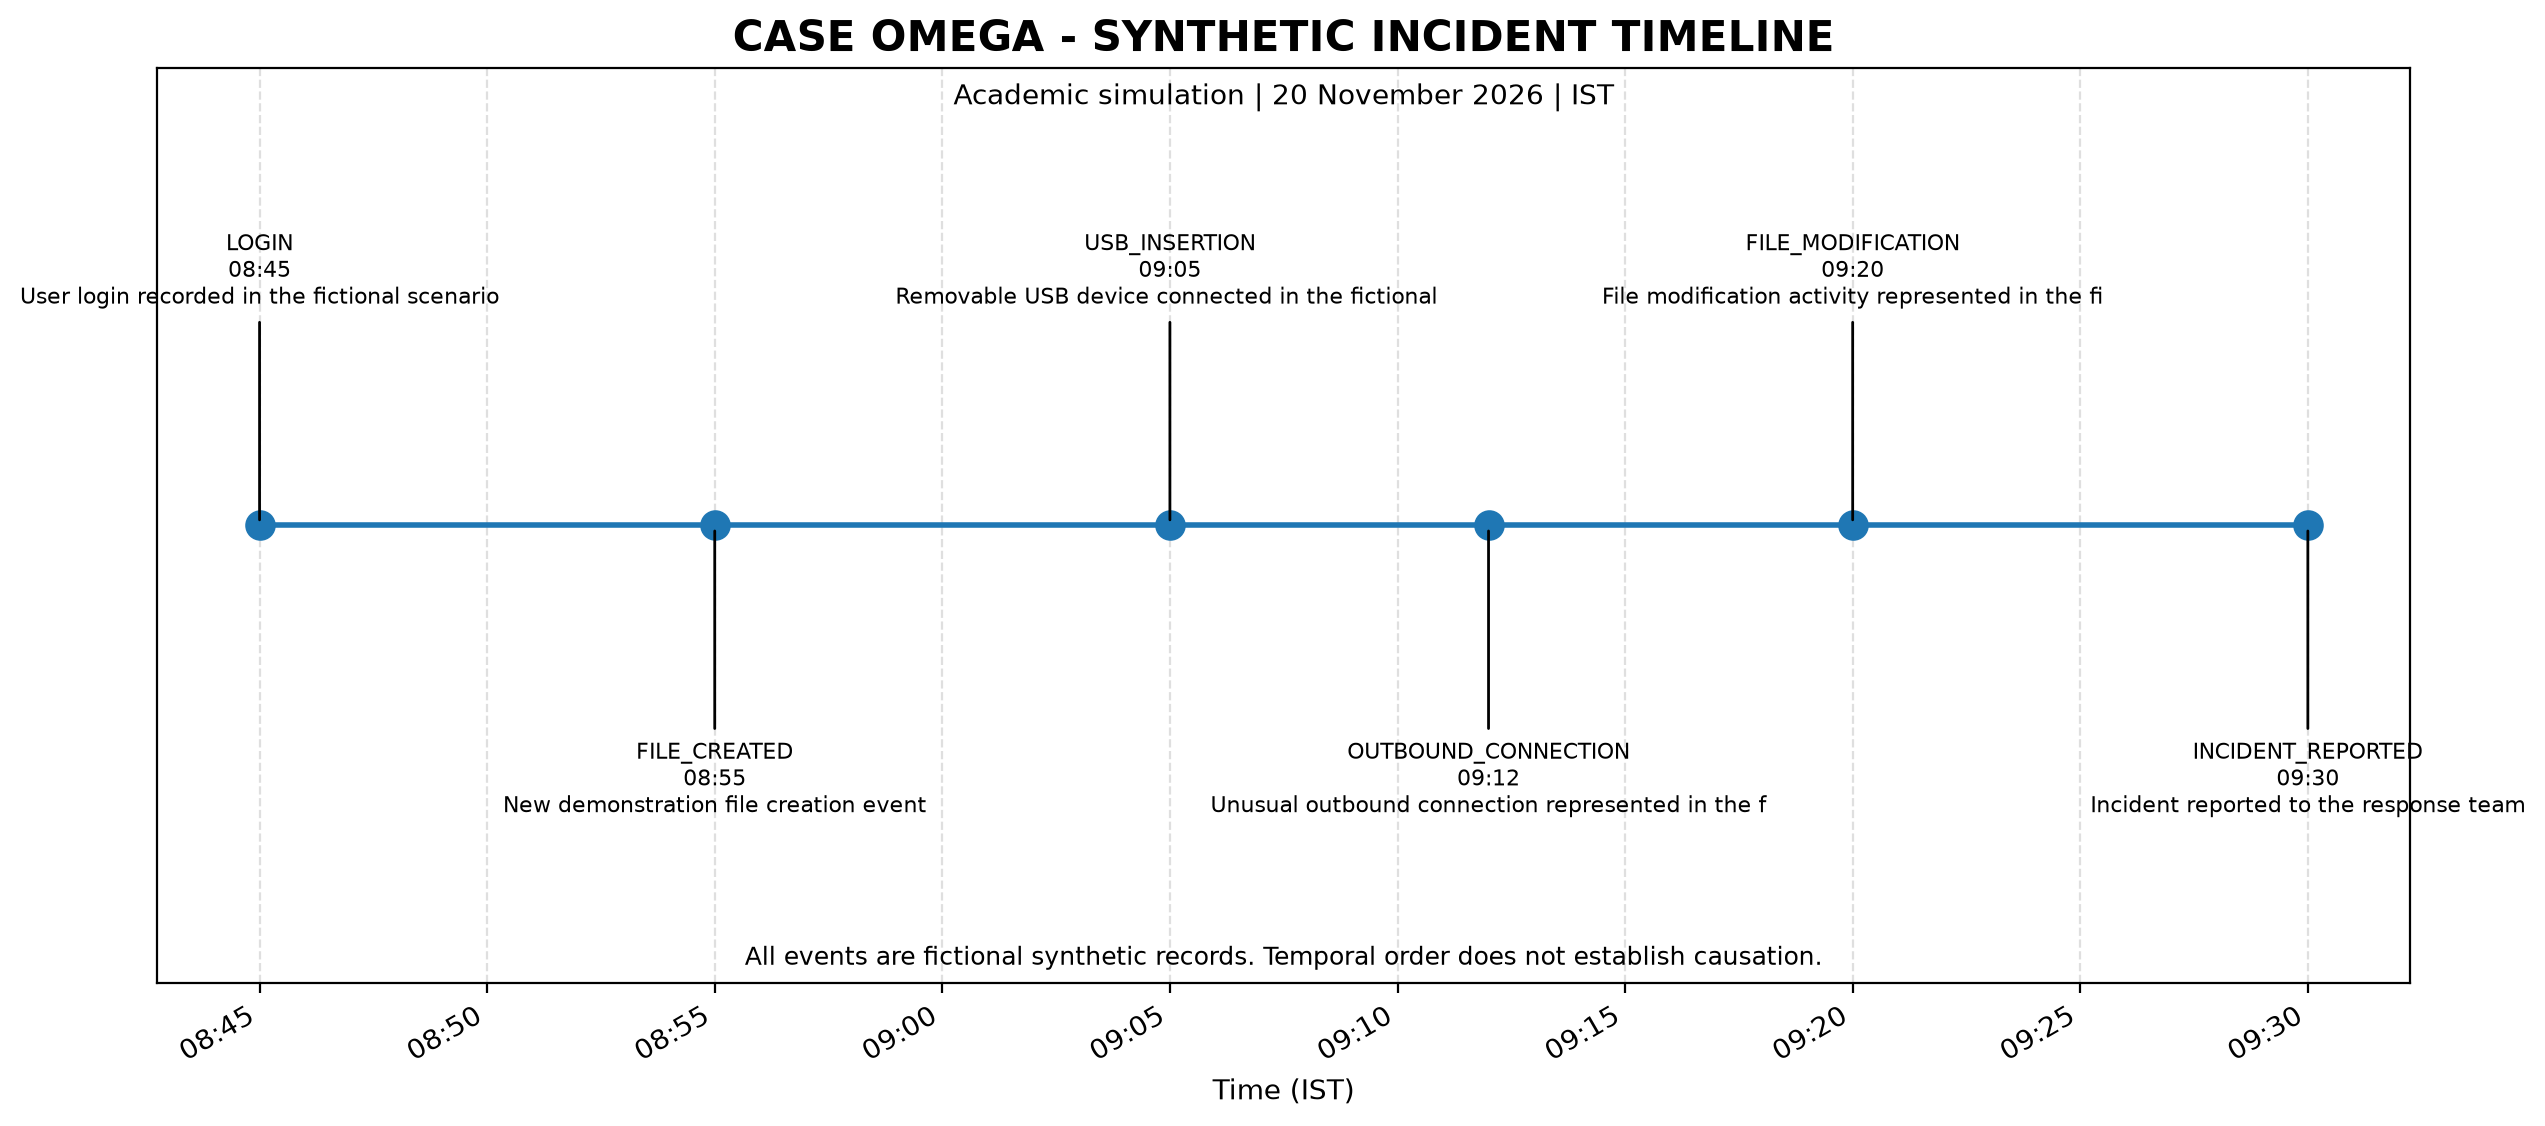 CASE OMEGA - SYNTHETIC INCIDENT TIMELINE
Academic simulation | 20 November 2026 | IST
LOGIN
08:45
User login recorded in the fictional scenario
USB_INSERTION
09:05
Removable USB device connected in the fictional
FILE_MODIFICATION
09:20
File modification activity represented in the fi
FILE_CREATED
08:55
New demonstration file creation event
OUTBOUND_CONNECTION
09:12
Unusual outbound connection represented in the f
INCIDENT_REPORTED
09:30
Incident reported to the response team
All events are fictional synthetic records. Temporal order does not establish causation.
08:45
08:50
08:55
09:00
09:05
09:10
09:15
09:20
09:25
09:30
Time (IST)